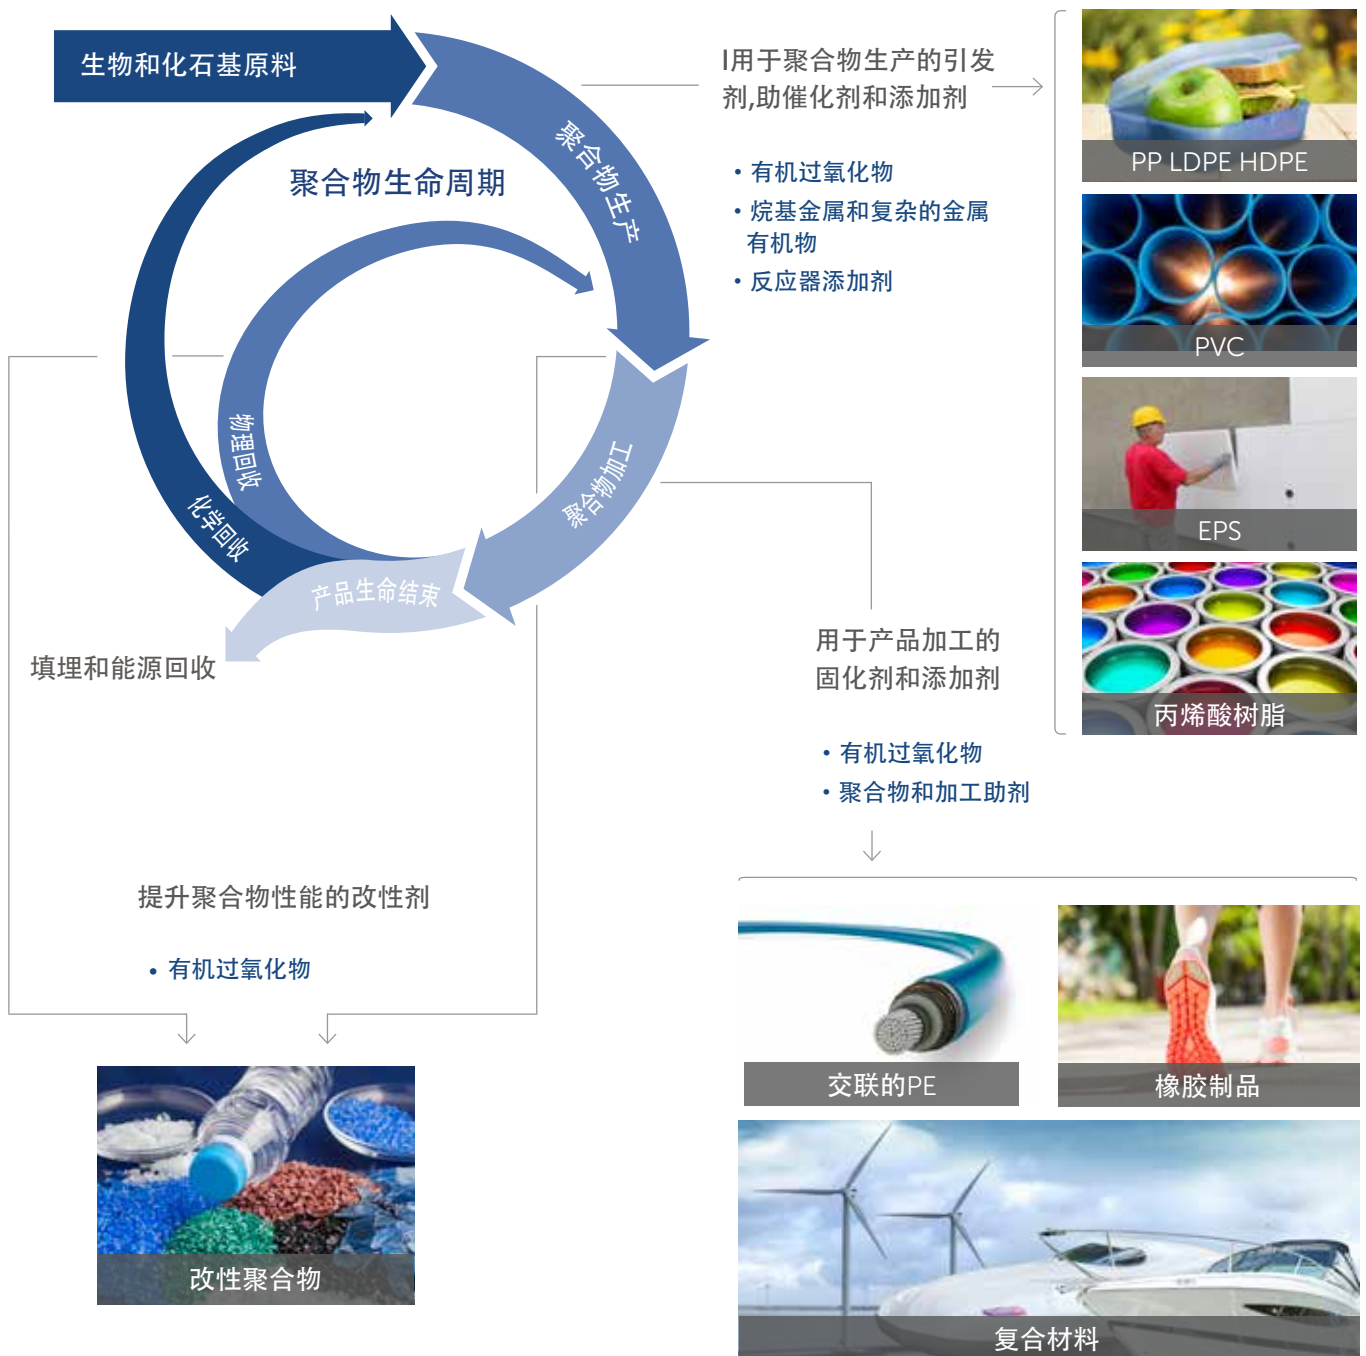 生物和化石基原料
聚合物生命周期
聚合物生产
I用于聚合物生产的引发
剂,助催化剂和添加剂
• 有机过氧化物
• 烷基金属和复杂的金属
有机物
• 反应器添加剂
PP LDPE HDPE
PVC
EPS
丙烯酸树脂
物理回收
化学回收
聚合物加工
产品生命结束
填埋和能源回收
用于产品加工的
固化剂和添加剂
• 有机过氧化物
• 聚合物和加工助剂
提升聚合物性能的改性剂
• 有机过氧化物
改性聚合物
交联的PE
橡胶制品
复合材料